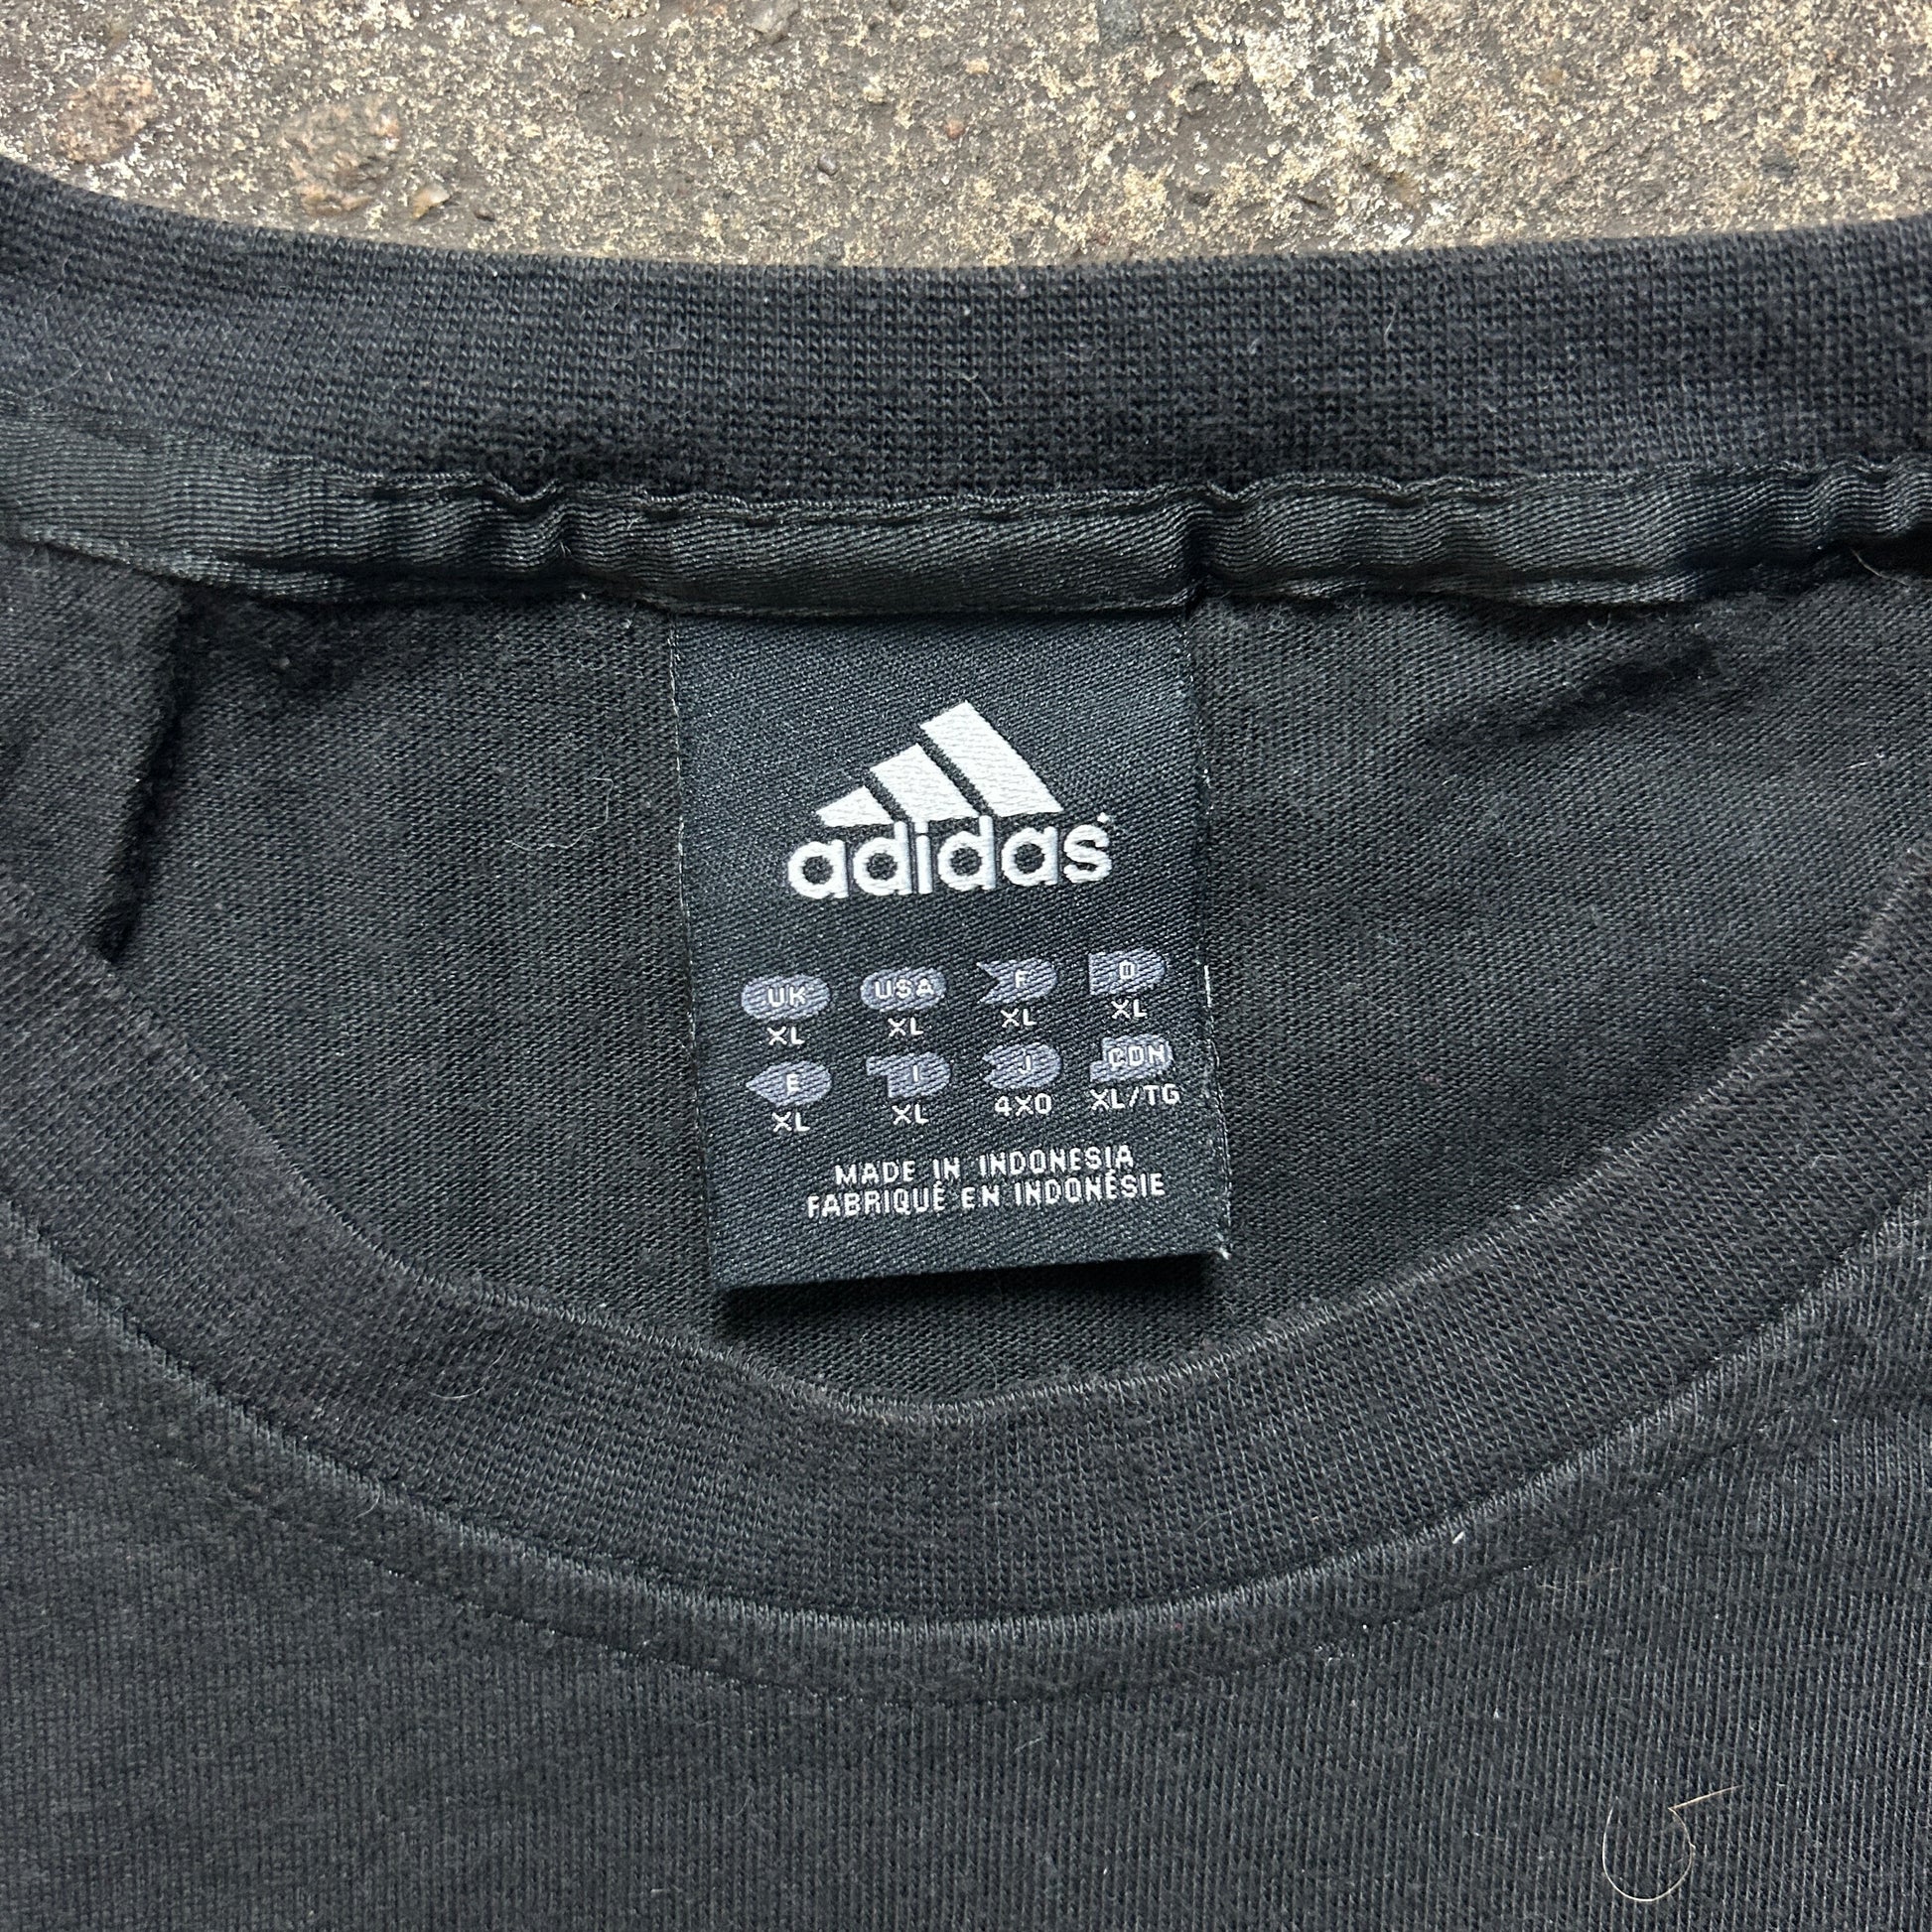 adidas
UK USA F D
XL XL XL XL
E I J CDN
XL XL 4XO XL/TG
MADE IN INDONESIA
FABRIQUÉ EN INDONÉSIE